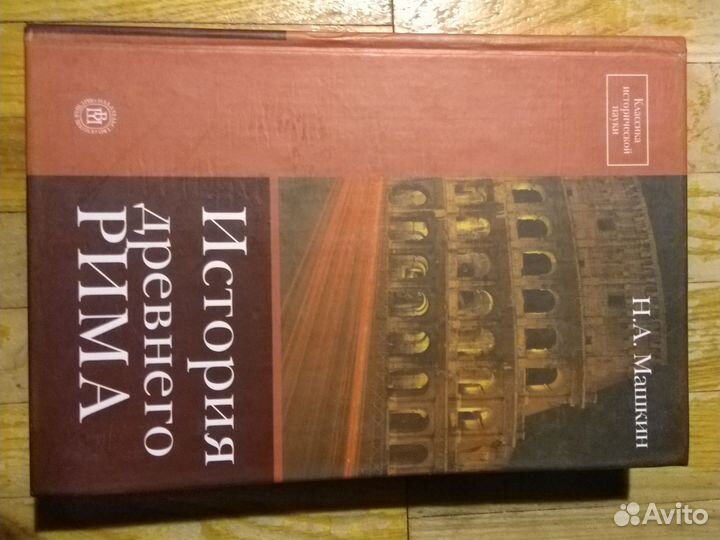 Классика
исторической
науки
Н.А. Машкин
История
древнего
РИМА
Avito